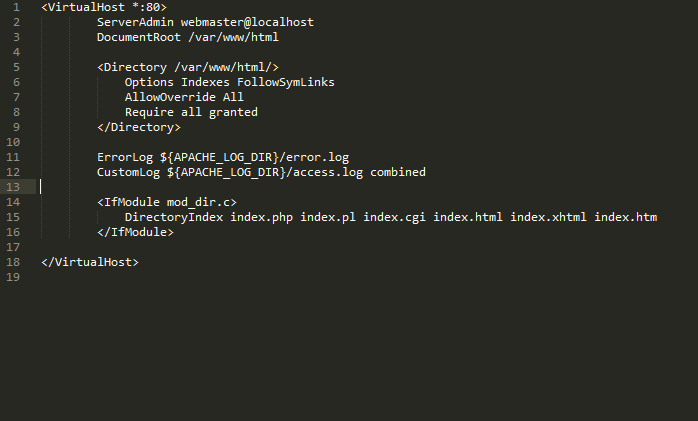 1 <VirtualHost *:80>
2 ServerAdmin webmaster@localhost
3 DocumentRoot /var/www/html
4
5 <Directory /var/www/html/>
6 Options Indexes FollowSymLinks
7 AllowOverride All
8 Require all granted
9 </Directory>
10
11 ErrorLog ${APACHE_LOG_DIR}/error.log
12 CustomLog ${APACHE_LOG_DIR}/access.log combined
13
14 <IfModule mod_dir.c>
15 DirectoryIndex index.php index.pl index.cgi index.html index.xhtml index.htm
16 </IfModule>
17
18 </VirtualHost>
19